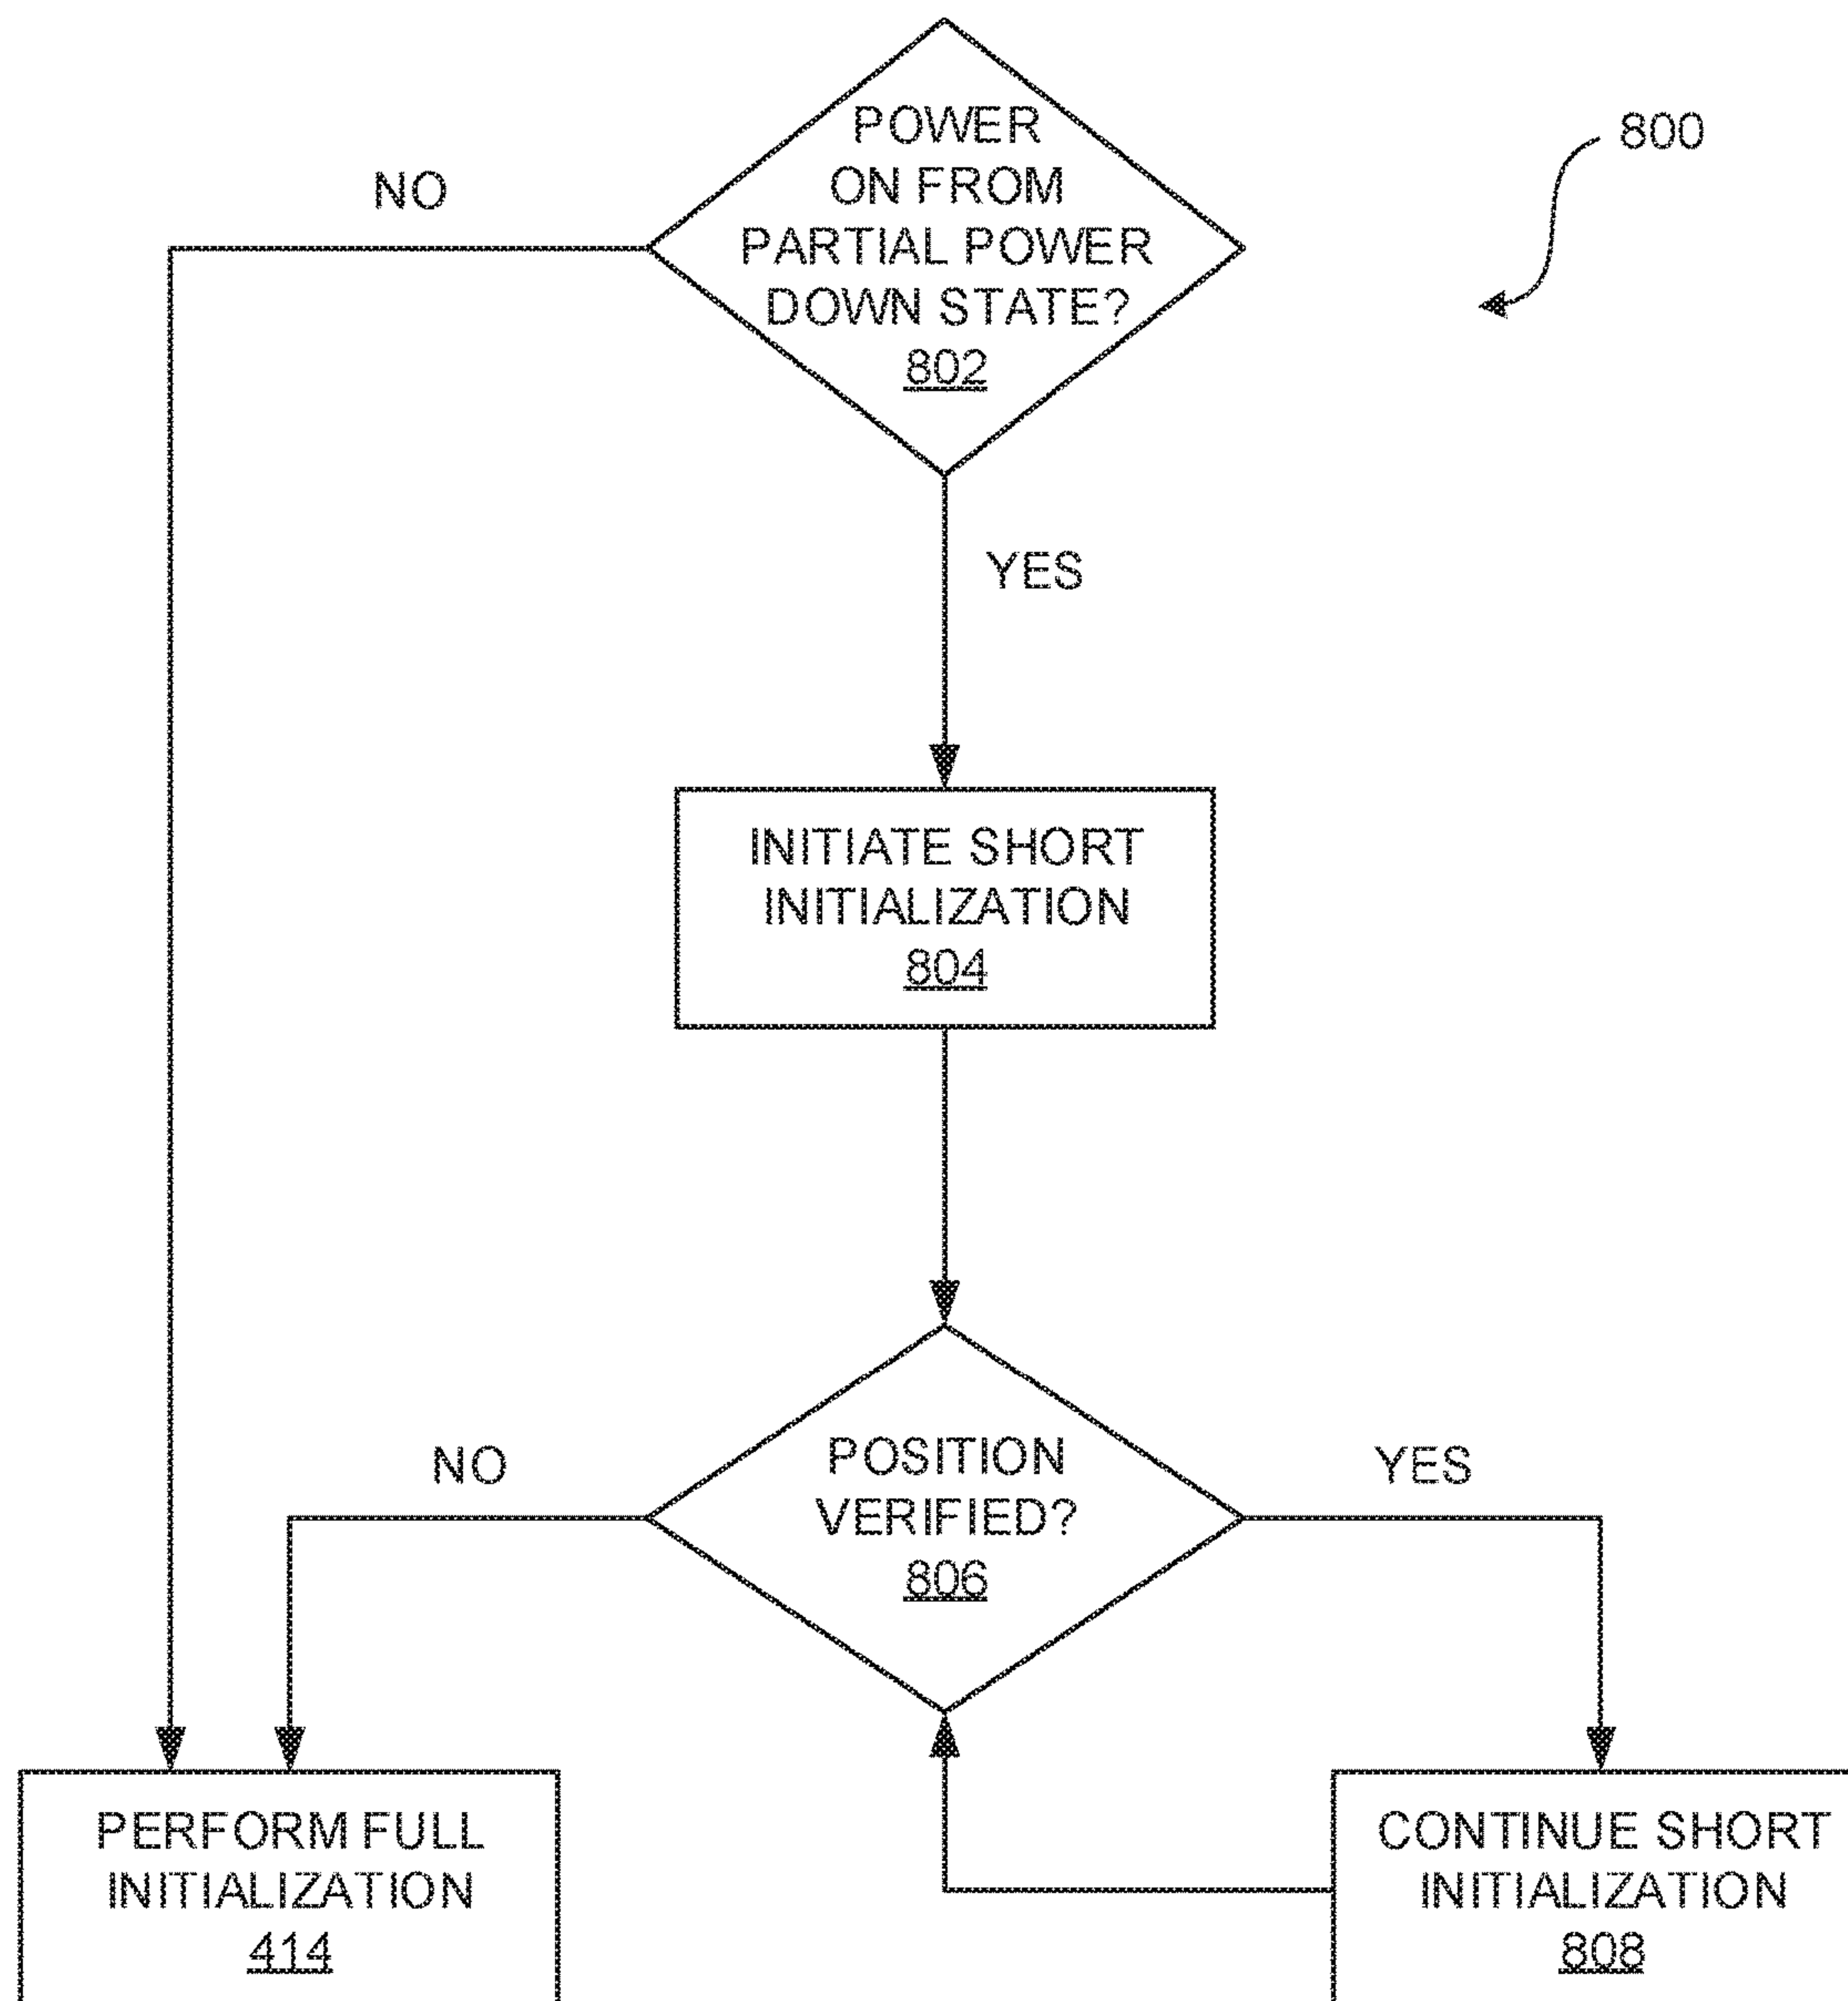 POWER
ON FROM
PARTIAL POWER
DOWN STATE?
802
800
NO
YES
INITIATE SHORT
INITIALIZATION
804
POSITION
VERIFIED?
806
NO
YES
PERFORM FULL
INITIALIZATION
414
CONTINUE SHORT
INITIALIZATION
808